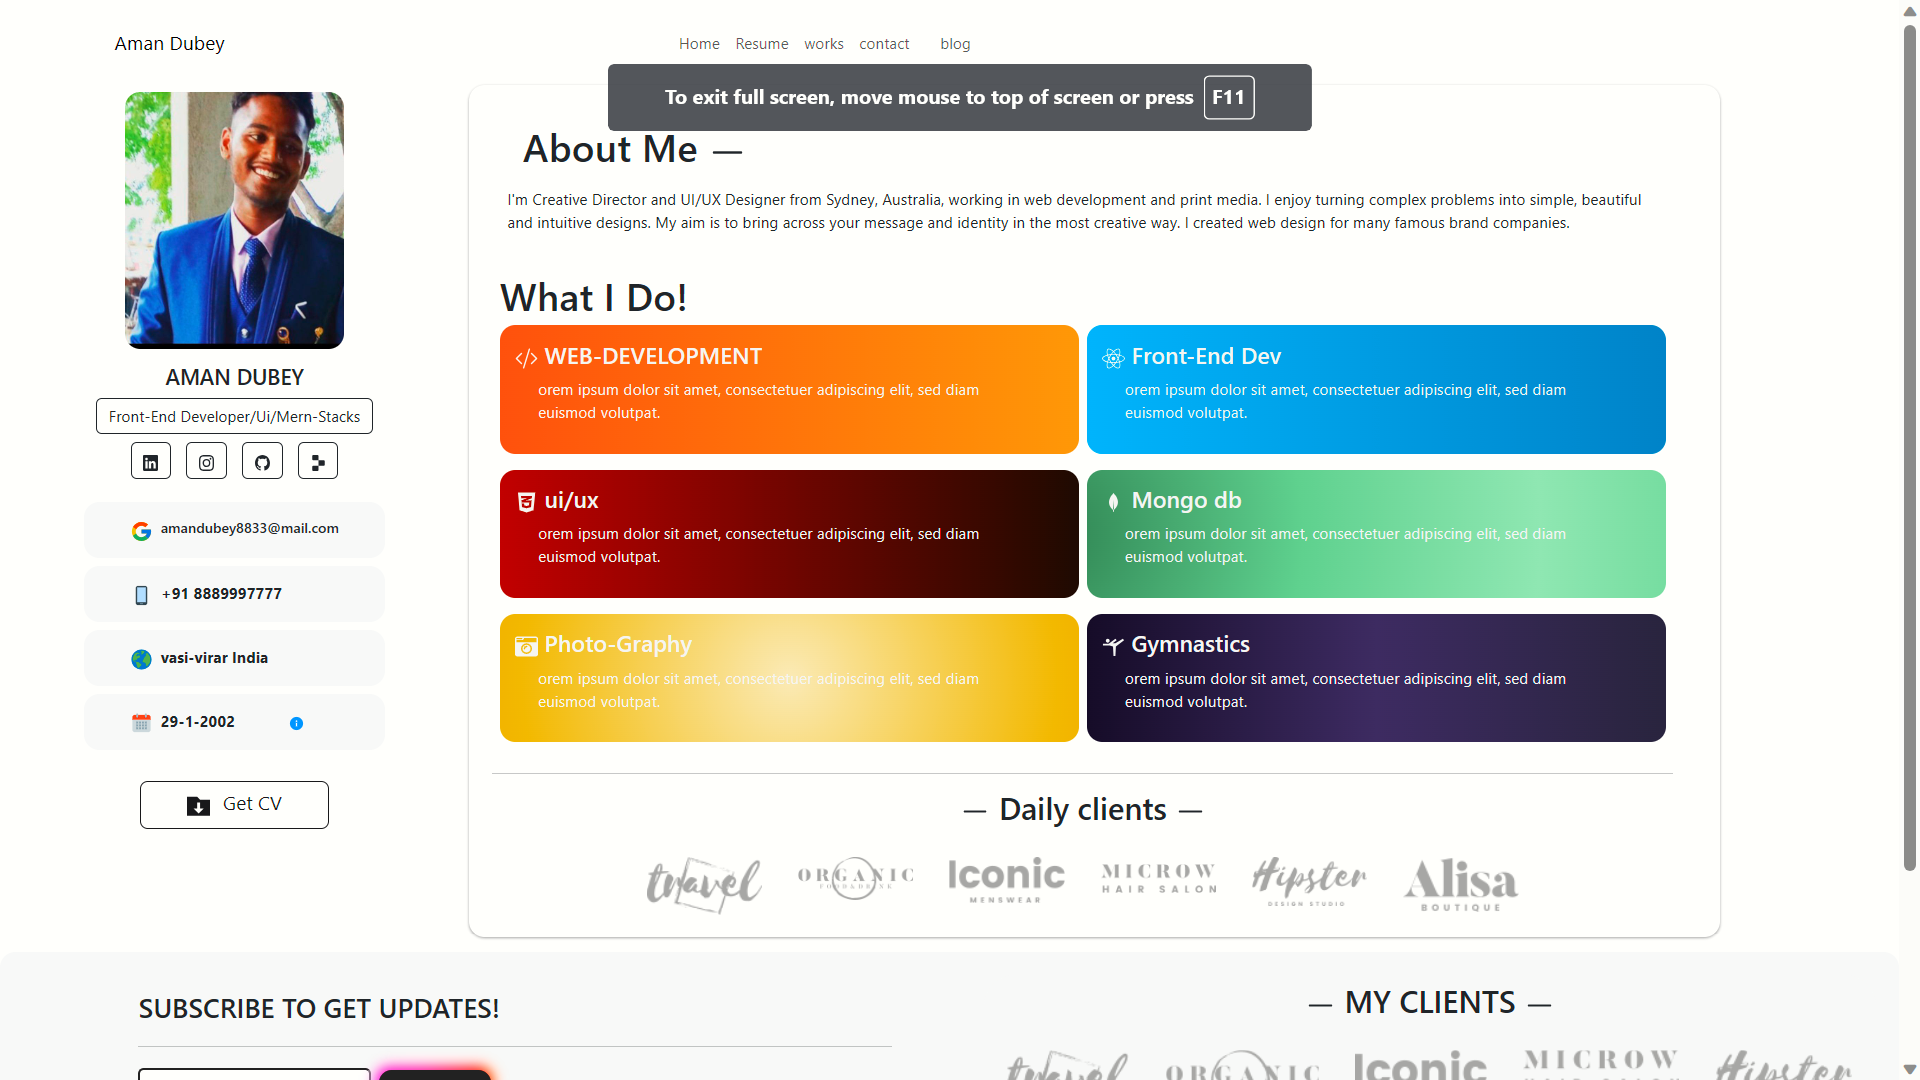 Aman Dubey
Home Resume works contact blog
To exit full screen, move mouse to top of screen or press F11
AMAN DUBEY
Front-End Developer/Ui/Mern-Stacks
amandubey8833@mail.com
+91 8889997777
vasi-virar India
29-1-2002
Get CV
About Me —
I'm Creative Director and UI/UX Designer from Sydney, Australia, working in web development and print media. I enjoy turning complex problems into simple, beautiful
and intuitive designs. My aim is to bring across your message and identity in the most creative way. I created web design for many famous brand companies.
What I Do!
WEB-DEVELOPMENT
orem ipsum dolor sit amet, consectetuer adipiscing elit, sed diam
euismod volutpat.
Front-End Dev
orem ipsum dolor sit amet, consectetuer adipiscing elit, sed diam
euismod volutpat.
ui/ux
orem ipsum dolor sit amet, consectetuer adipiscing elit, sed diam
euismod volutpat.
Mongo db
orem ipsum dolor sit amet, consectetuer adipiscing elit, sed diam
euismod volutpat.
Photo-Graphy
orem ipsum dolor sit amet, consectetuer adipiscing elit, sed diam
euismod volutpat.
Gymnastics
orem ipsum dolor sit amet, consectetuer adipiscing elit, sed diam
euismod volutpat.
— Daily clients —
travel
ORGANIC
FOOD & DRINK
Iconic
MENSWEAR
MICROW
HAIR SALON
Hipster
DESIGN STUDIO
Alisa
BOUTIQUE
SUBSCRIBE TO GET UPDATES!
— MY CLIENTS —
travel
ORGANIC
Iconic
MICROW
Hipster